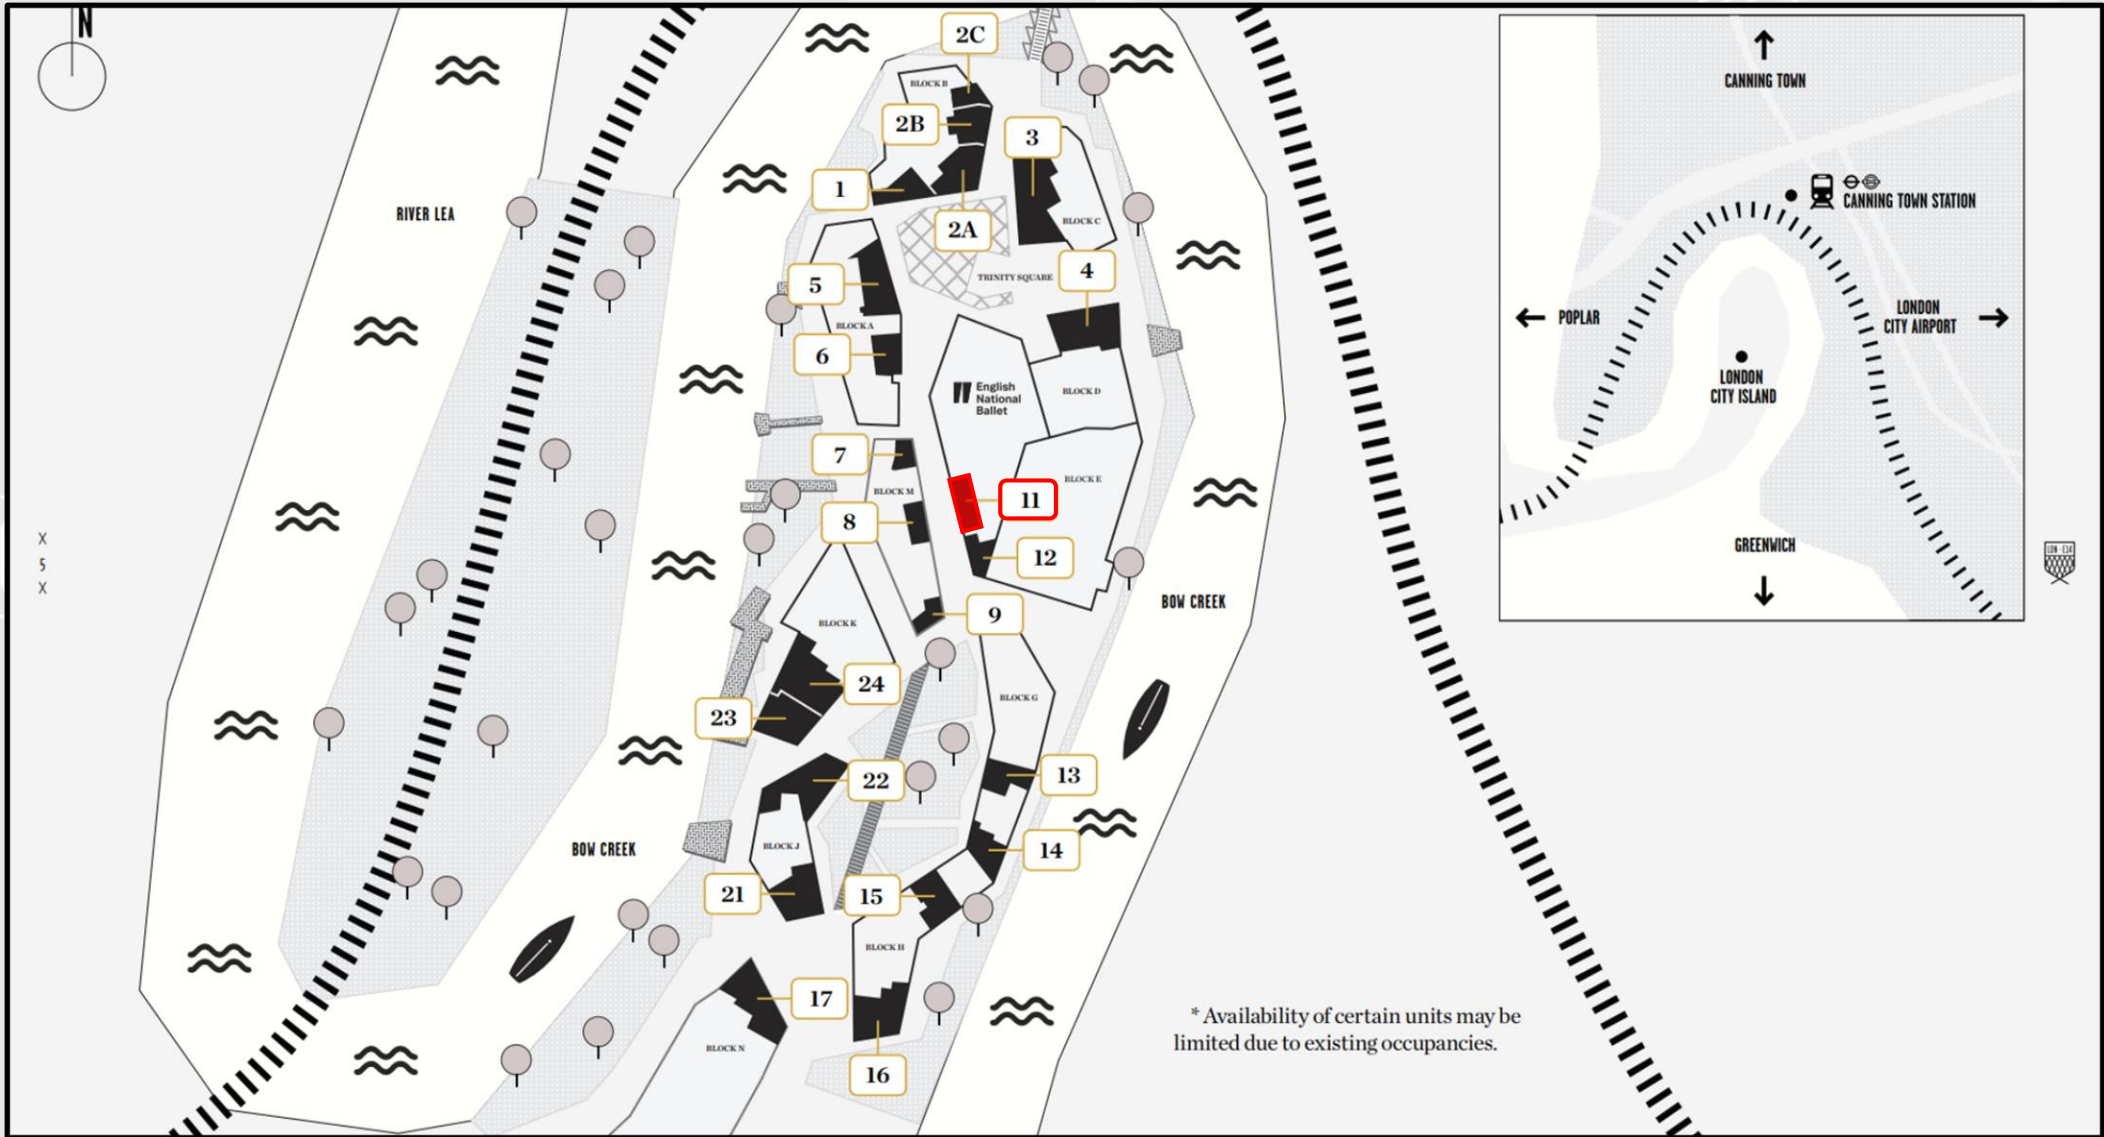 N
2C
BLOCK B
2B
3
1
2A
BLOCK C
RIVER LEA
TRINITY SQUARE
4
5
BLOCK A
6
English
National
Ballet
BLOCK D
7
BLOCK M
BLOCK E
11
8
12
X
5
X
BOW CREEK
9
BLOCK K
24
23
BLOCK G
13
22
BOW CREEK
BLOCK J
14
21
15
BLOCK H
17
BLOCK N
16
* Availability of certain units may be
limited due to existing occupancies.
CANNING TOWN
CANNING TOWN STATION
POPLAR
LONDON
CITY AIRPORT
LONDON
CITY ISLAND
GREENWICH
LDN E14